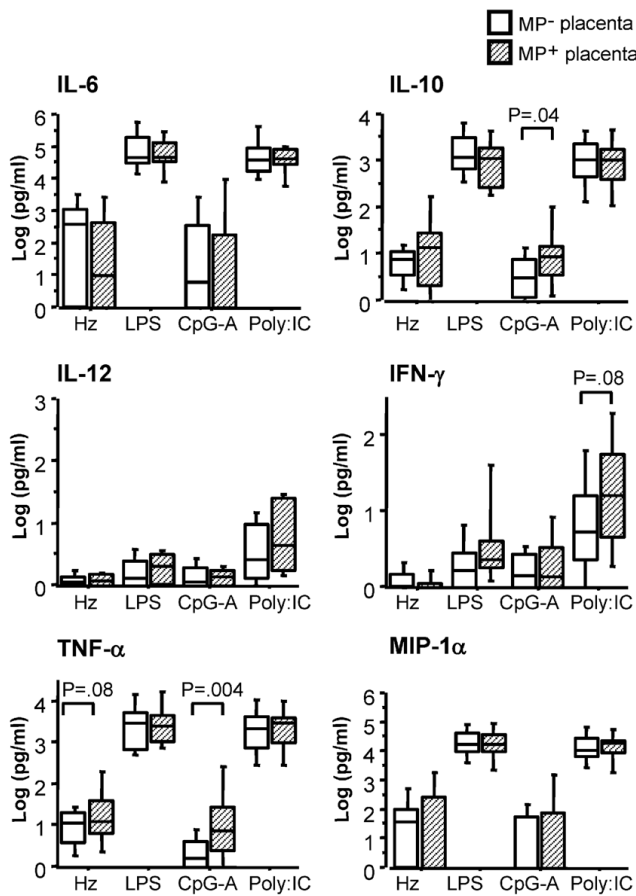 MP- placenta
MP+ placenta
IL-6
Log (pg/ml)
6
5
4
3
2
1
0
Hz LPS CpG-A Poly:IC
IL-10
P=.04
Log (pg/ml)
4
3
2
1
0
Hz LPS CpG-A Poly:IC
IL-12
Log (pg/ml)
3
2
1
0
Hz LPS CpG-A Poly:IC
IFN-γ
P=.08
Log (pg/ml)
2
1
0
Hz LPS CpG-A Poly:IC
TNF-α
P=.08 P=.004
Log (pg/ml)
4
3
2
1
0
Hz LPS CpG-A Poly:IC
MIP-1α
Log (pg/ml)
6
5
4
3
2
1
0
Hz LPS CpG-A Poly:IC